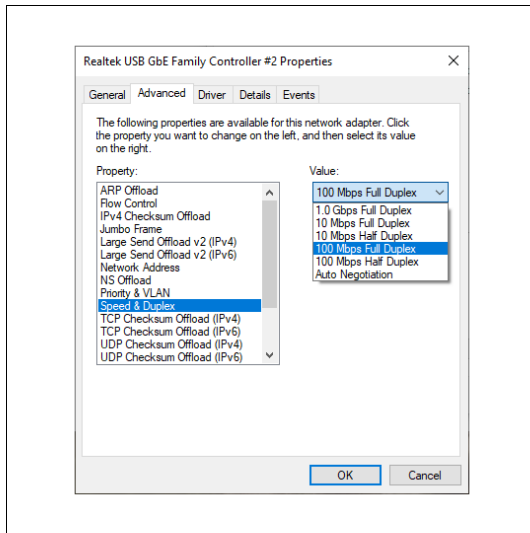 Realtek USB GbE Family Controller #2 Properties
General Advanced Driver Details Events
The following properties are available for this network adapter. Click
the property you want to change on the left, and then select its value
on the right.
Property:
ARP Offload
Flow Control
IPv4 Checksum Offload
Jumbo Frame
Large Send Offload v2 (IPv4)
Large Send Offload v2 (IPv6)
Network Address
NS Offload
Priority & VLAN
Speed & Duplex
TCP Checksum Offload (IPv4)
TCP Checksum Offload (IPv6)
UDP Checksum Offload (IPv4)
UDP Checksum Offload (IPv6)
Value:
100 Mbps Full Duplex
1.0 Gbps Full Duplex
10 Mbps Full Duplex
10 Mbps Half Duplex
100 Mbps Full Duplex
100 Mbps Half Duplex
Auto Negotiation
OK Cancel